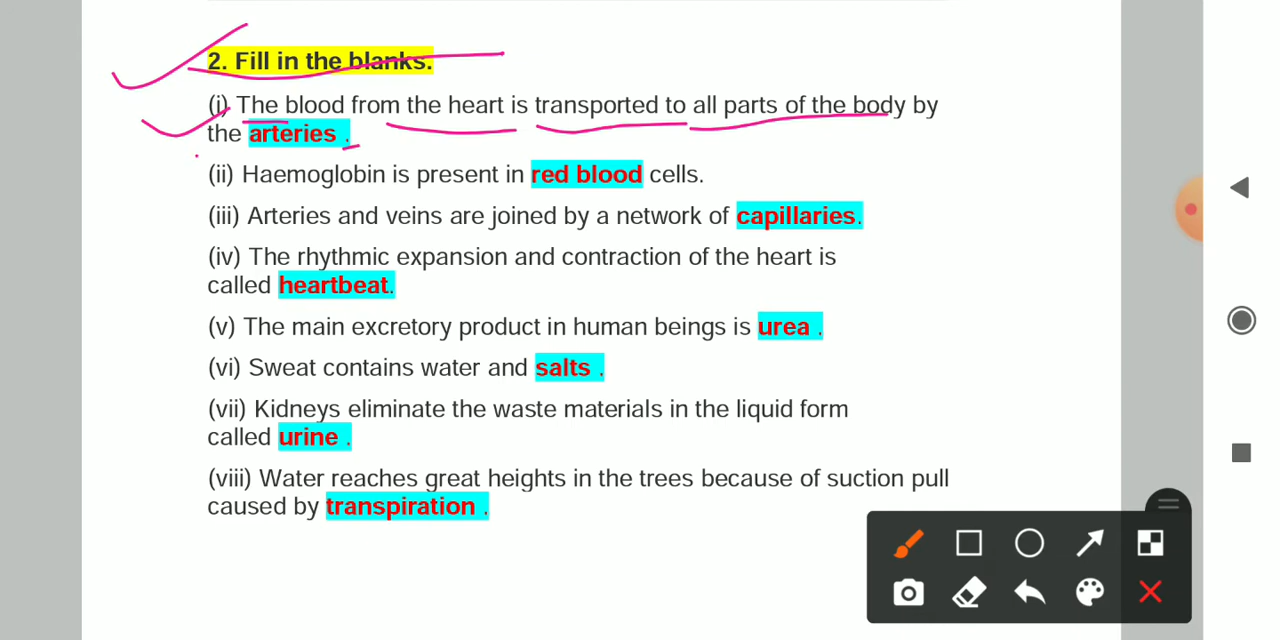 2. Fill in the blanks.
(i) The blood from the heart is transported to all parts of the body by
the arteries .
(ii) Haemoglobin is present in red blood cells.
(iii) Arteries and veins are joined by a network of capillaries.
(iv) The rhythmic expansion and contraction of the heart is
called heartbeat.
(v) The main excretory product in human beings is urea .
(vi) Sweat contains water and salts .
(vii) Kidneys eliminate the waste materials in the liquid form
called urine .
(viii) Water reaches great heights in the trees because of suction pull
caused by transpiration .